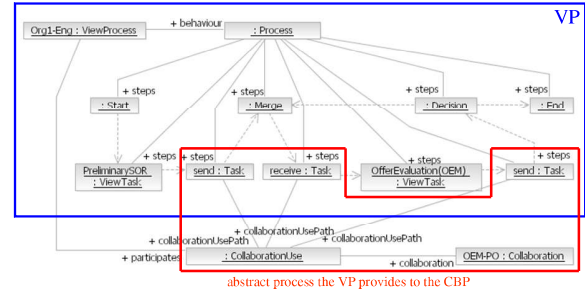 VP
+ behaviour
Org1-Eng : ViewProcess
: Process
+ steps
+ steps
+ steps
+ steps
+ steps
: Start
: Merge
: Decision
: End
+ steps
+ steps
+ steps
+ steps
+ steps
PreliminarySOR
: ViewTask
send : Task
receive : Task
OfferEvaluation(OEM)
: ViewTask
send : Task
+ collaborationUsePath
+ collaborationUsePath
+ collaborationUsePath
+ participates
: CollaborationUse
+ collaboration
OEM-PO : Collaboration
abstract process the VP provides to the CBP